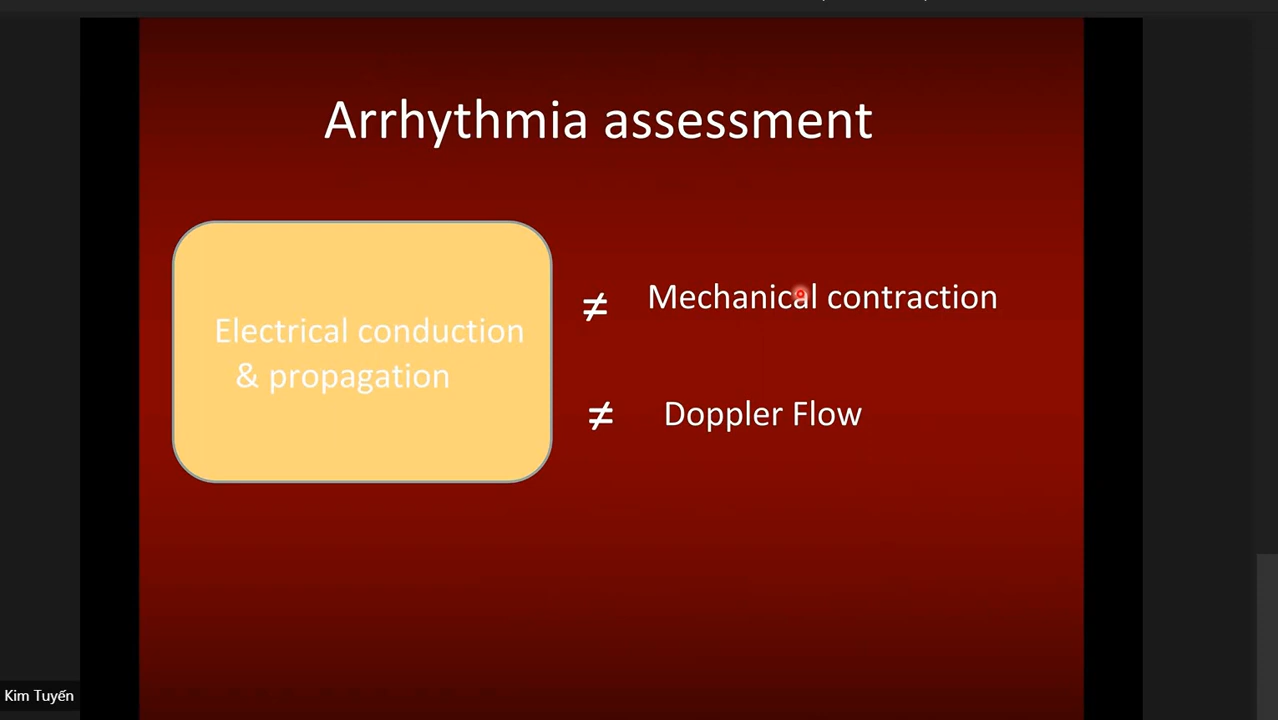 Arrhythmia assessment
Electrical conduction
& propagation
≠ Mechanical contraction
≠ Doppler Flow
Kim Tuyến